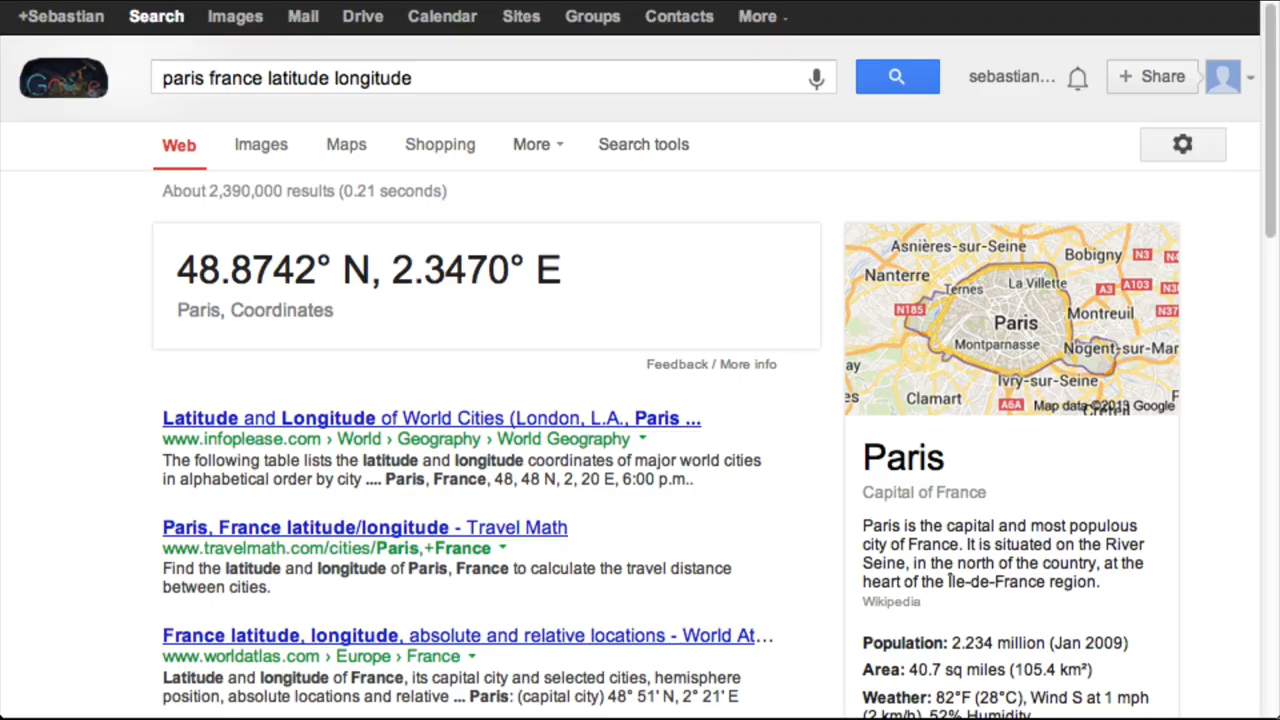 +Sebastian Search Images Mail Drive Calendar Sites Groups Contacts More
Google
paris france latitude longitude
sebastian... + Share
Web Images Maps Shopping More Search tools
About 2,390,000 results (0.21 seconds)
48.8742° N, 2.3470° E
Paris, Coordinates
Feedback / More info
Latitude and Longitude of World Cities (London, L.A., Paris ...
www.infoplease.com › World › Geography › World Geography
The following table lists the latitude and longitude coordinates of major world cities
in alphabetical order by city .... Paris, France, 48, 48 N, 2, 20 E, 6:00 p.m..
Paris, France latitude/longitude - Travel Math
www.travelmath.com/cities/Paris,+France
Find the latitude and longitude of Paris, France to calculate the travel distance
between cities.
France latitude, longitude, absolute and relative locations - World At...
www.worldatlas.com › Europe › France
Latitude and longitude of France, its capital city and selected cities, hemisphere
position, absolute locations and relative ... Paris: (capital city) 48° 51' N, 2° 21' E
Asnières-sur-Seine
Bobigny N3
Nanterre
Ternes La Villette
A3 A103
N185
Paris
Montreuil
Montparnasse
Nogent-sur-Mar
Ivry-sur-Seine
Clamart
A6A Map data ©2013 Google
Paris
Capital of France
Paris is the capital and most populous
city of France. It is situated on the River
Seine, in the north of the country, at the
heart of the Île-de-France region.
Wikipedia
Population: 2.234 million (Jan 2009)
Area: 40.7 sq miles (105.4 km²)
Weather: 82°F (28°C), Wind S at 1 mph
(2 km/h), 52% Humidity